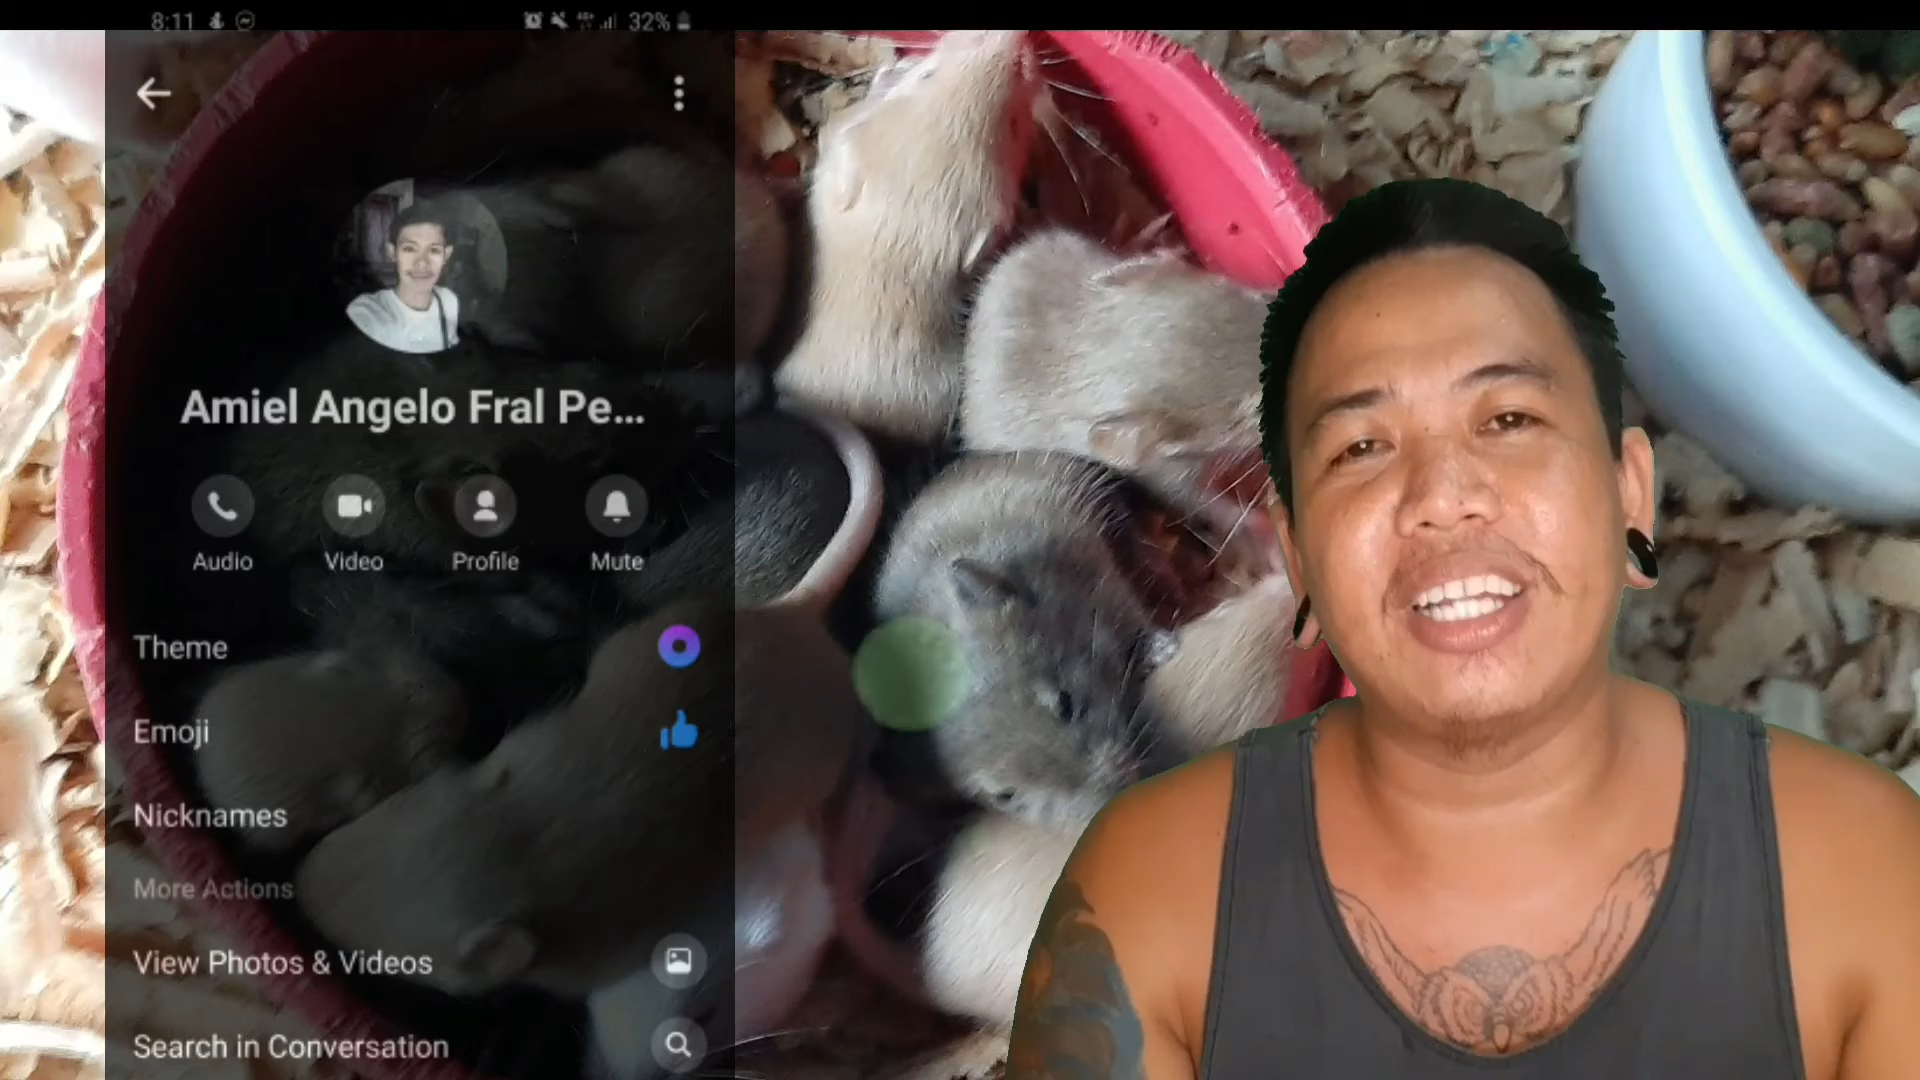 8:11
32%
Amiel Angelo Fral Pe...
Audio
Video
Profile
Mute
Theme
Emoji
Nicknames
More Actions
View Photos & Videos
Search in Conversation